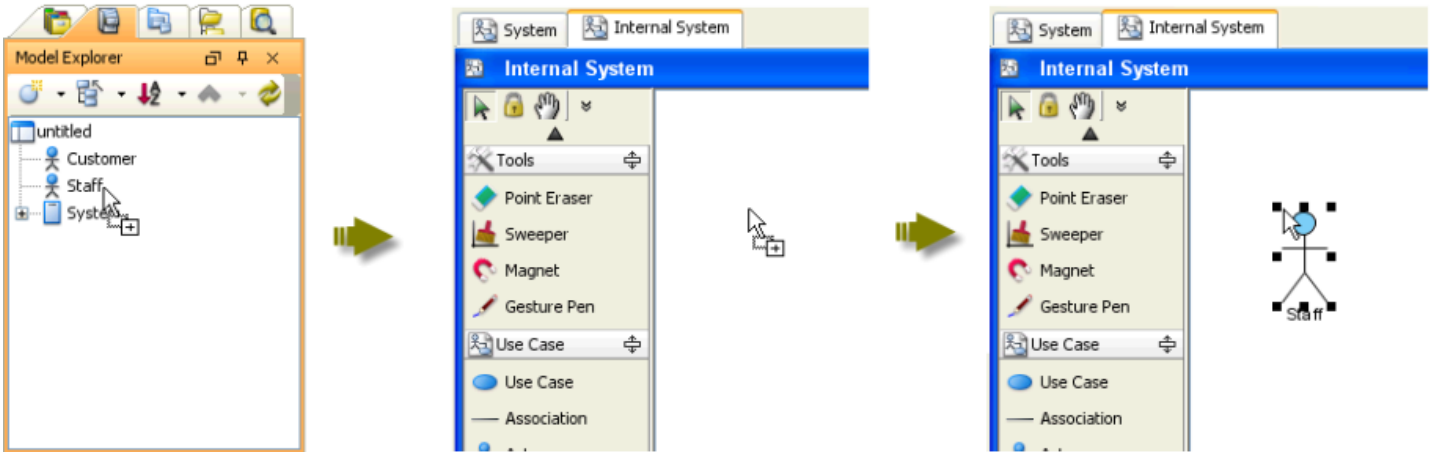 Model Explorer
untitled
Customer
Staff
System
System
Internal System
Internal System
Tools
Point Eraser
Sweeper
Magnet
Gesture Pen
Use Case
Use Case
Association
System
Internal System
Internal System
Tools
Point Eraser
Sweeper
Magnet
Gesture Pen
Use Case
Use Case
Association
Staff